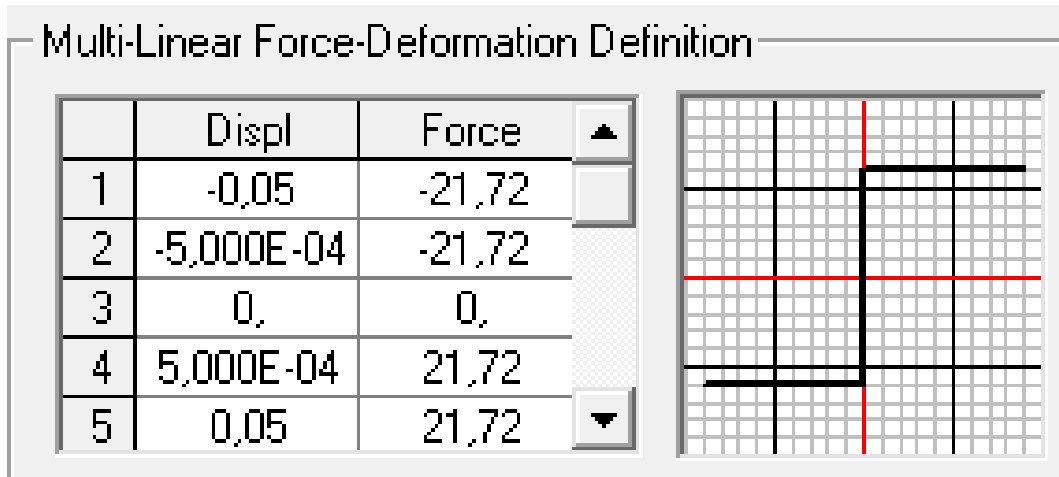 Multi-Linear Force-Deformation Definition
Displ Force
1 -0,05 -21,72
2 -5,000E-04 -21,72
3 0, 0,
4 5,000E-04 21,72
5 0,05 21,72